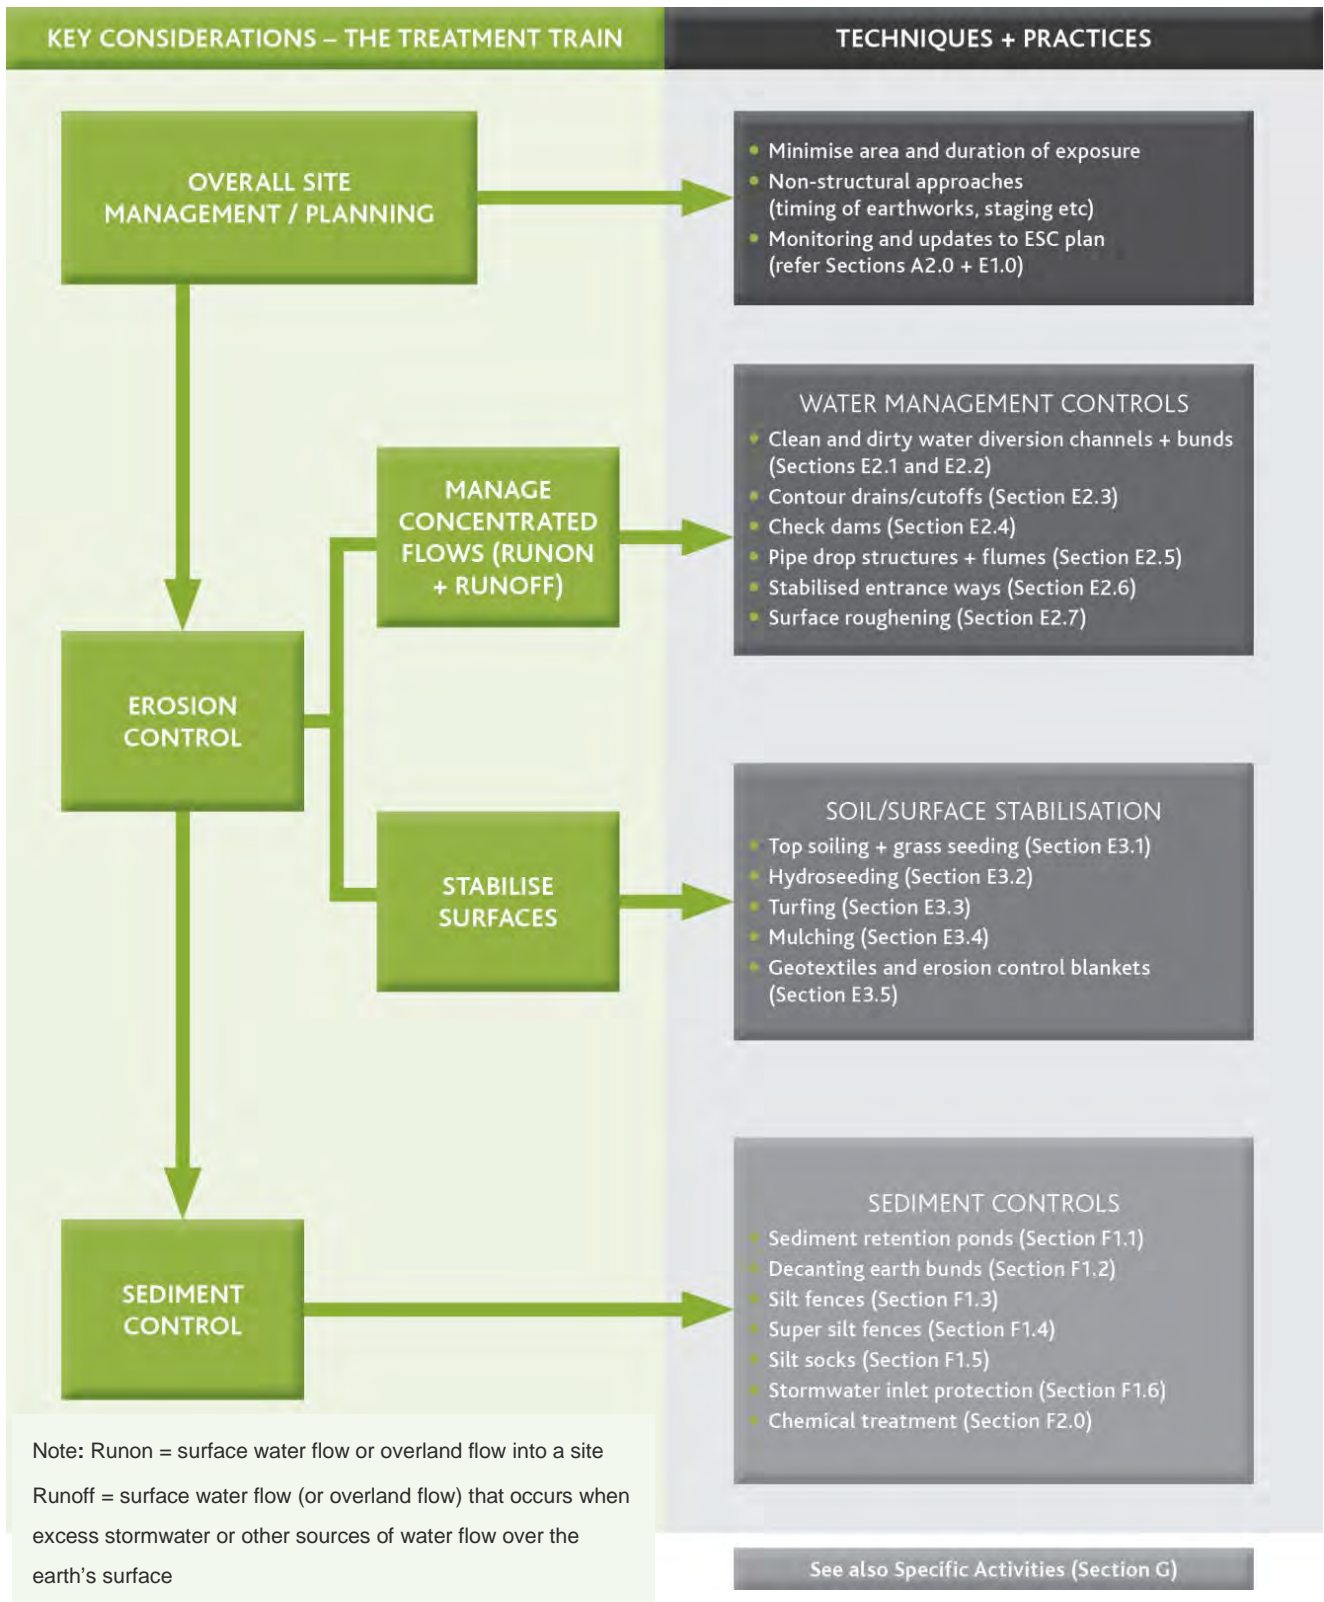 KEY CONSIDERATIONS – THE TREATMENT TRAIN
TECHNIQUES + PRACTICES
OVERALL SITE
MANAGEMENT / PLANNING
• Minimise area and duration of exposure
• Non-structural approaches
(timing of earthworks, staging etc)
• Monitoring and updates to ESC plan
(refer Sections A2.0 + E1.0)
EROSION
CONTROL
MANAGE
CONCENTRATED
FLOWS (RUNON
+ RUNOFF)
WATER MANAGEMENT CONTROLS
• Clean and dirty water diversion channels + bunds
(Sections E2.1 and E2.2)
• Contour drains/cutoffs (Section E2.3)
• Check dams (Section E2.4)
• Pipe drop structures + flumes (Section E2.5)
• Stabilised entrance ways (Section E2.6)
• Surface roughening (Section E2.7)
STABILISE
SURFACES
SOIL/SURFACE STABILISATION
• Top soiling + grass seeding (Section E3.1)
• Hydroseeding (Section E3.2)
• Turfing (Section E3.3)
• Mulching (Section E3.4)
• Geotextiles and erosion control blankets
(Section E3.5)
SEDIMENT
CONTROL
SEDIMENT CONTROLS
• Sediment retention ponds (Section F1.1)
• Decanting earth bunds (Section F1.2)
• Silt fences (Section F1.3)
• Super silt fences (Section F1.4)
• Silt socks (Section F1.5)
• Stormwater inlet protection (Section F1.6)
• Chemical treatment (Section F2.0)
Note: Runon = surface water flow or overland flow into a site
Runoff = surface water flow (or overland flow) that occurs when
excess stormwater or other sources of water flow over the
earth’s surface
See also Specific Activities (Section G)